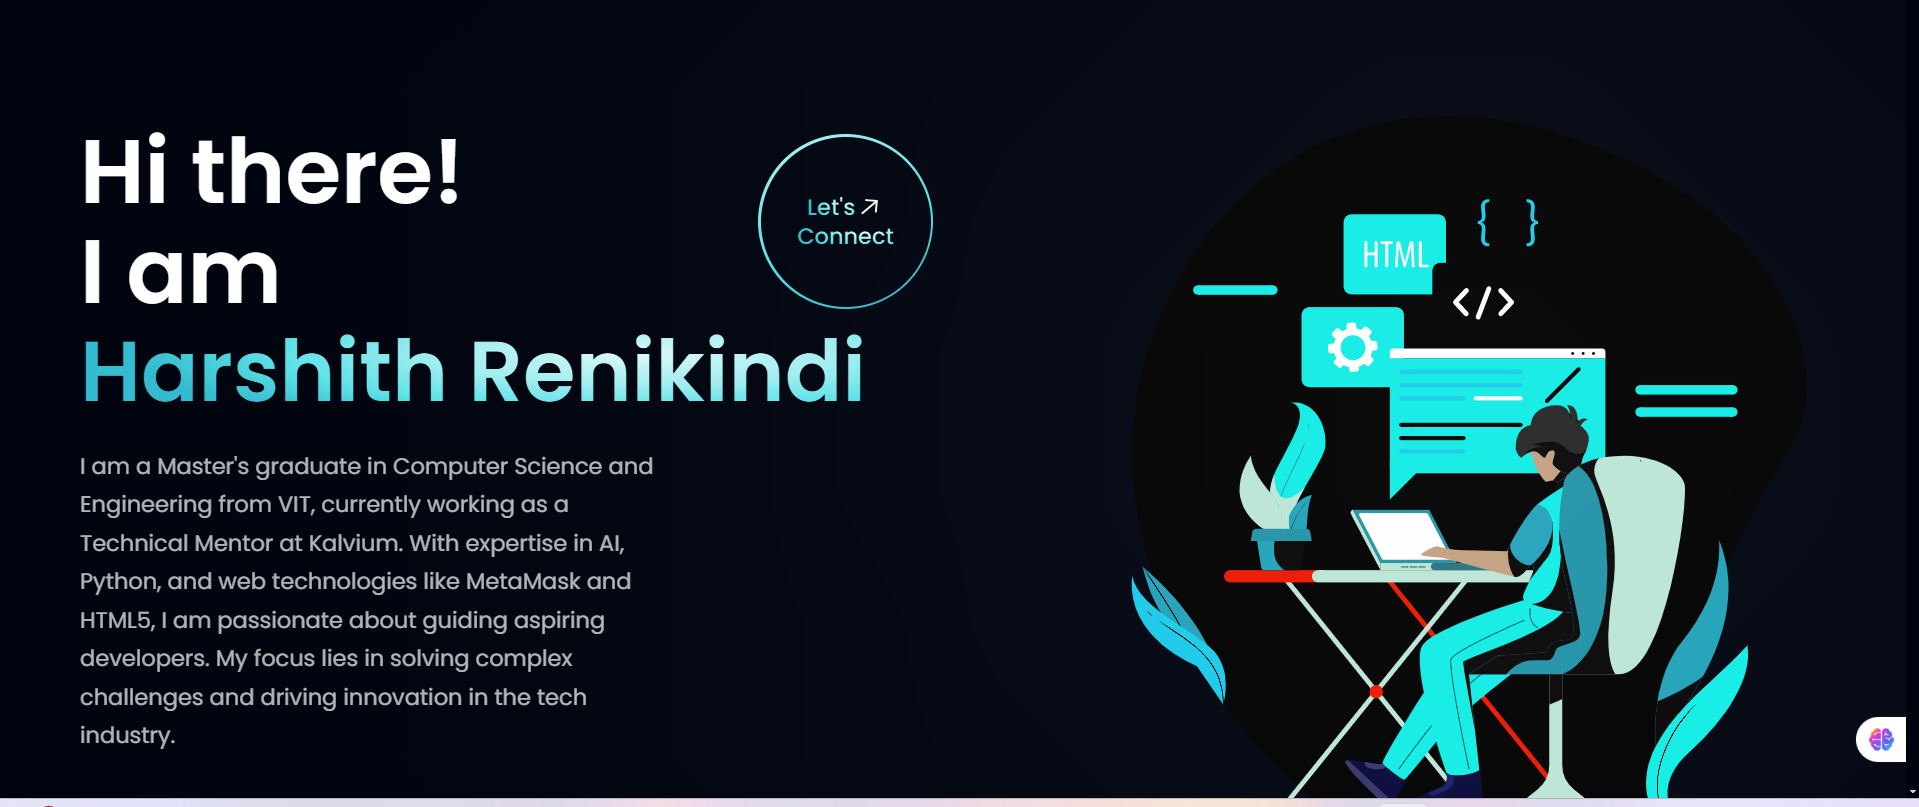 Hi there!
I am
Harshith Renikindi
Let's
Connect
I am a Master's graduate in Computer Science and
Engineering from VIT, currently working as a
Technical Mentor at Kalvium. With expertise in AI,
Python, and web technologies like MetaMask and
HTML5, I am passionate about guiding aspiring
developers. My focus lies in solving complex
challenges and driving innovation in the tech
industry.
{ }
HTML
</>